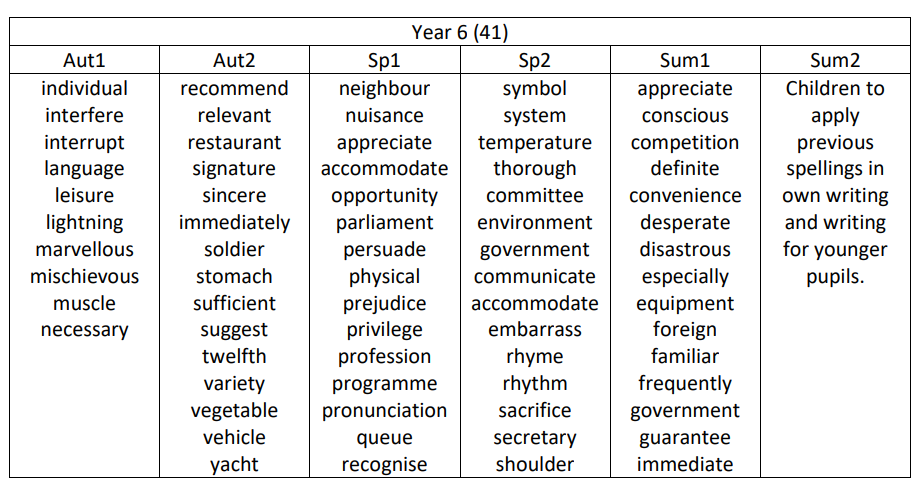 Year 6 (41)
Aut1 Aut2 Sp1 Sp2 Sum1 Sum2
individual recommend neighbour symbol appreciate Children to
interfere relevant nuisance system conscious apply
interrupt restaurant appreciate temperature competition previous
language signature accommodate thorough definite spellings in
leisure sincere opportunity committee convenience own writing
lightning immediately parliament environment desperate and writing
marvellous soldier persuade government disastrous for younger
mischievous stomach physical communicate especially pupils.
muscle sufficient prejudice accommodate equipment
necessary suggest privilege embarrass foreign
twelfth profession rhyme familiar
variety programme rhythm frequently
vegetable pronunciation sacrifice government
vehicle queue secretary guarantee
yacht recognise shoulder immediate